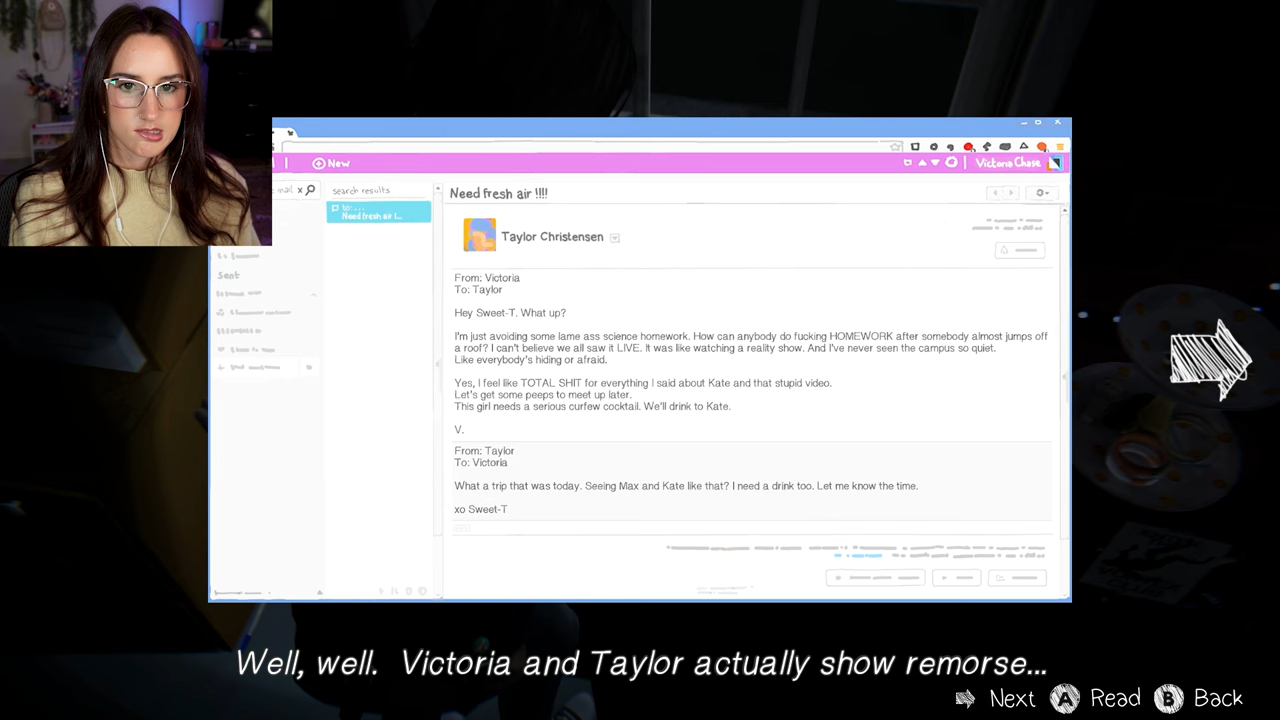 New
Victoria Chase
mail x
search results
Need fresh air !!!!
to: ...
Need fresh air !...
Taylor Christensen
Sent
From: Victoria
To: Taylor
Hey Sweet-T. What up?
I'm just avoiding some lame ass science homework. How can anybody do fucking HOMEWORK after somebody almost jumps off
a roof? I can't believe we all saw it LIVE. It was like watching a reality show. And I've never seen the campus so quiet.
Like everybody's hiding or afraid.
Yes, I feel like TOTAL SHIT for everything I said about Kate and that stupid video.
Let's get some peeps to meet up later.
This girl needs a serious curfew cocktail. We'll drink to Kate.
V.
From: Taylor
To: Victoria
What a trip that was today. Seeing Max and Kate like that? I need a drink too. Let me know the time.
xo Sweet-T
Well, well. Victoria and Taylor actually show remorse...
Next A Read B Back